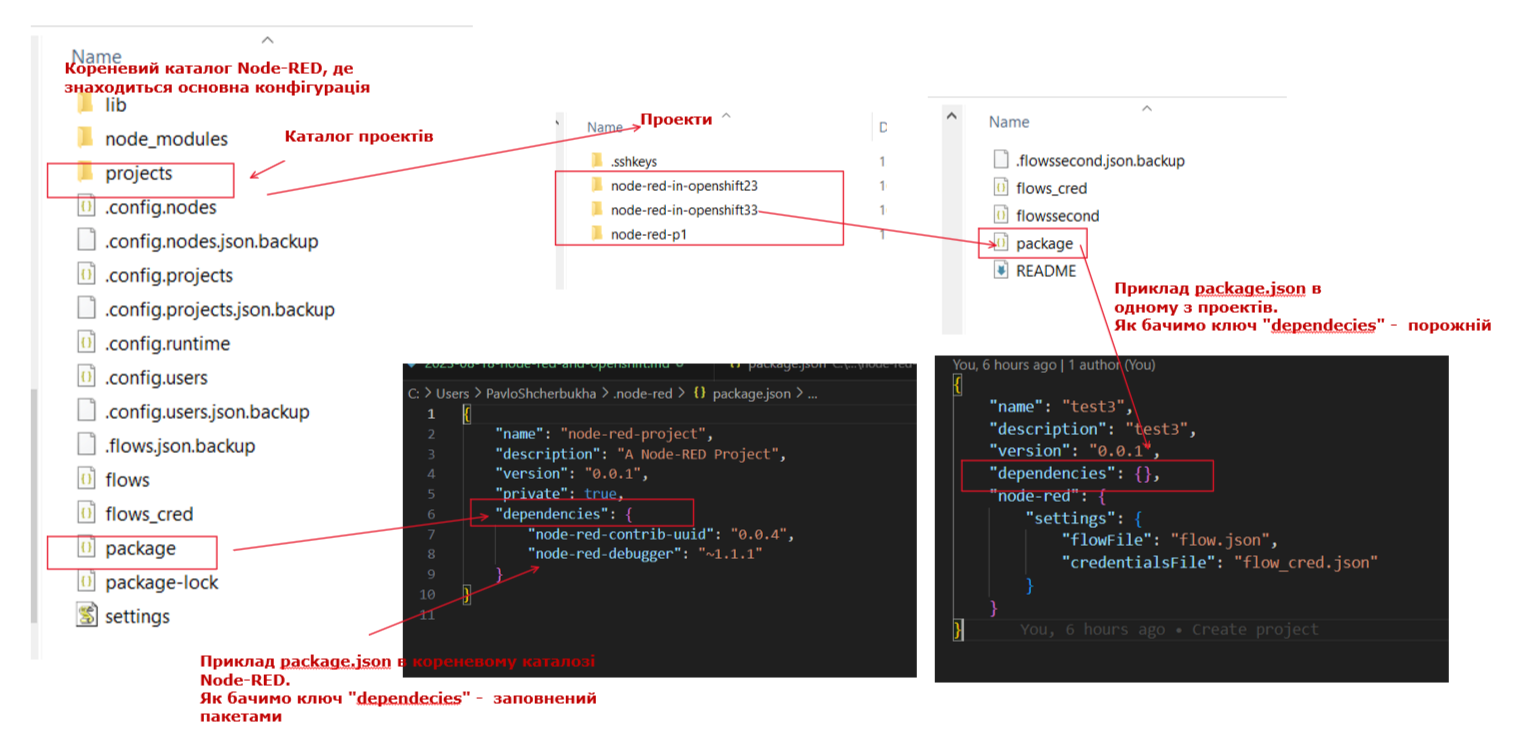 Name
Кореневий каталог Node-RED, де
знаходиться основна конфігурація
lib
node_modules
projects
.config.nodes
.config.nodes.json.backup
.config.projects
.config.projects.json.backup
.config.runtime
.config.users
.config.users.json.backup
.flows.json.backup
flows
flows_cred
package
package-lock
settings
Каталог проектів
Проекти
Name
D
.sshkeys
1
node-red-in-openshift23
1
node-red-in-openshift33
1
node-red-p1
1
Name
.flowssecond.json.backup
flows_cred
flowssecond
package
README
Приклад package.json в
одному з проектів.
Як бачимо ключ "dependecies" - порожній
2023-08-18-node-red-and-openshift.md
package.json C:\...\node-red
C: > Users > PavloShcherbukha > .node-red > {} package.json > ...
1 {
2 "name": "node-red-project",
3 "description": "A Node-RED Project",
4 "version": "0.0.1",
5 "private": true,
6 "dependencies": {
7 "node-red-contrib-uuid": "0.0.4",
8 "node-red-debugger": "~1.1.1"
9 }
10 }
11
Приклад package.json в кореневому каталозі
Node-RED.
Як бачимо ключ "dependecies" - заповнений
пакетами
You, 6 hours ago | 1 author (You)
{
"name": "test3",
"description": "test3",
"version": "0.0.1",
"dependencies": {},
"node-red": {
"settings": {
"flowFile": "flow.json",
"credentialsFile": "flow_cred.json"
}
}
} You, 6 hours ago • Create project